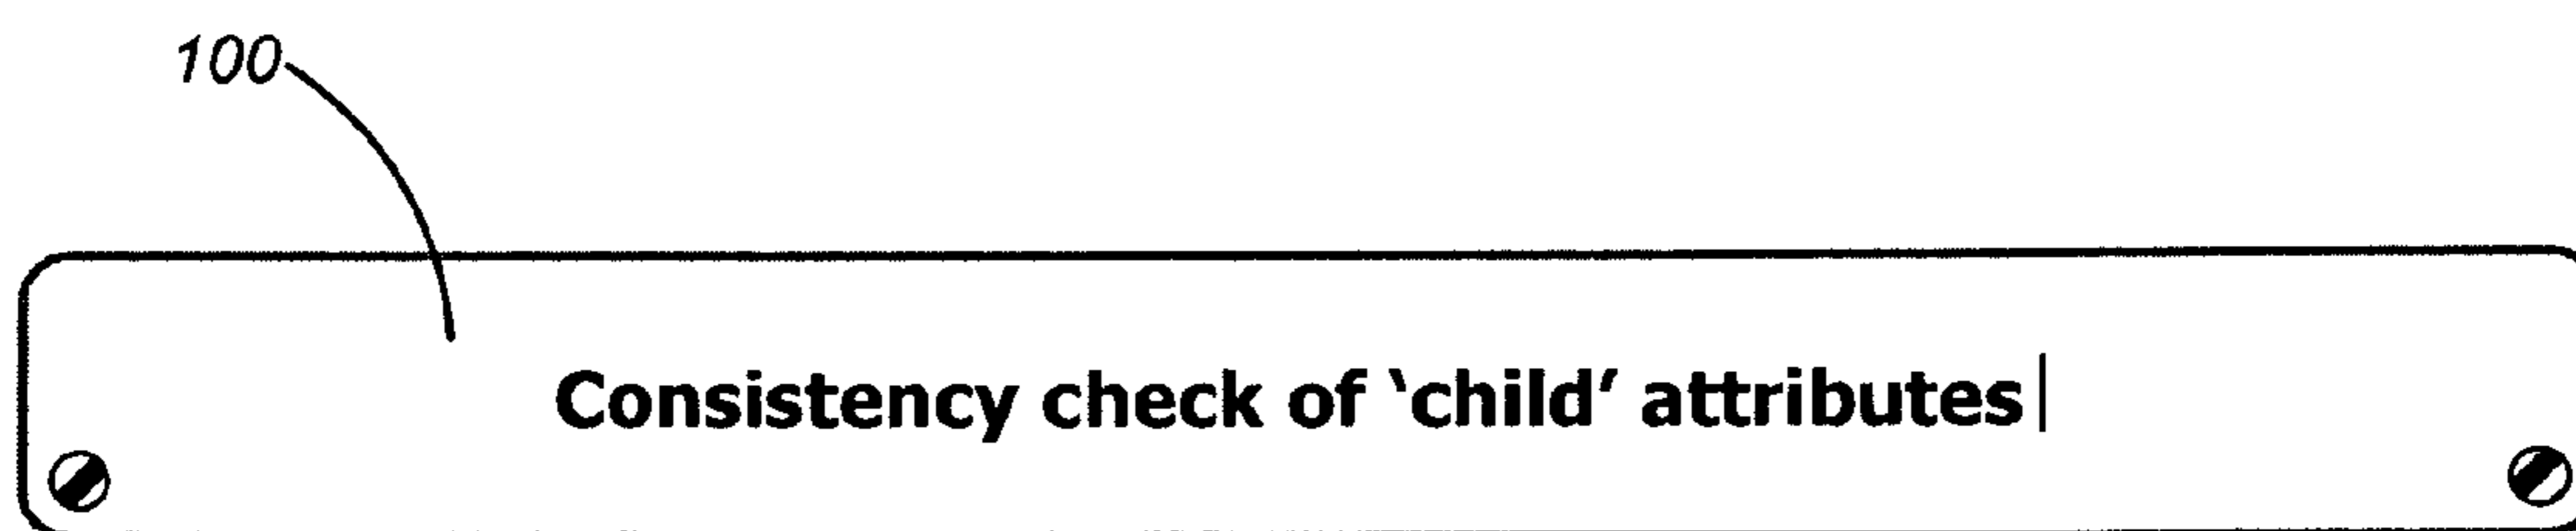 100
Consistency check of ‘child’ attributes